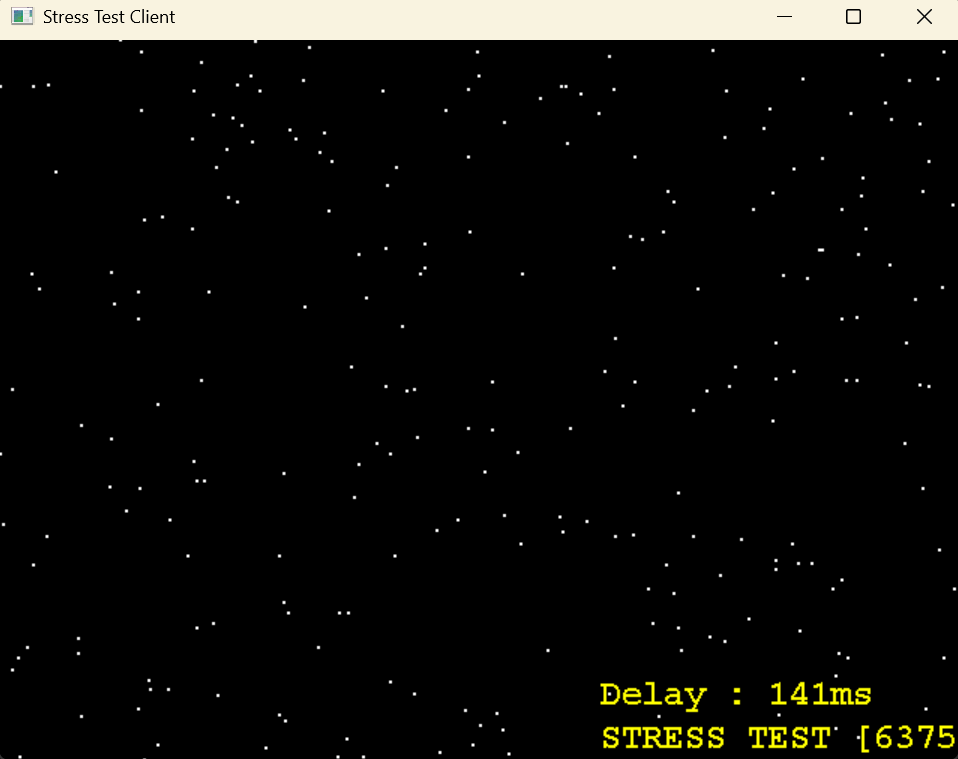 Stress Test Client
Delay : 141ms
STRESS TEST [6375